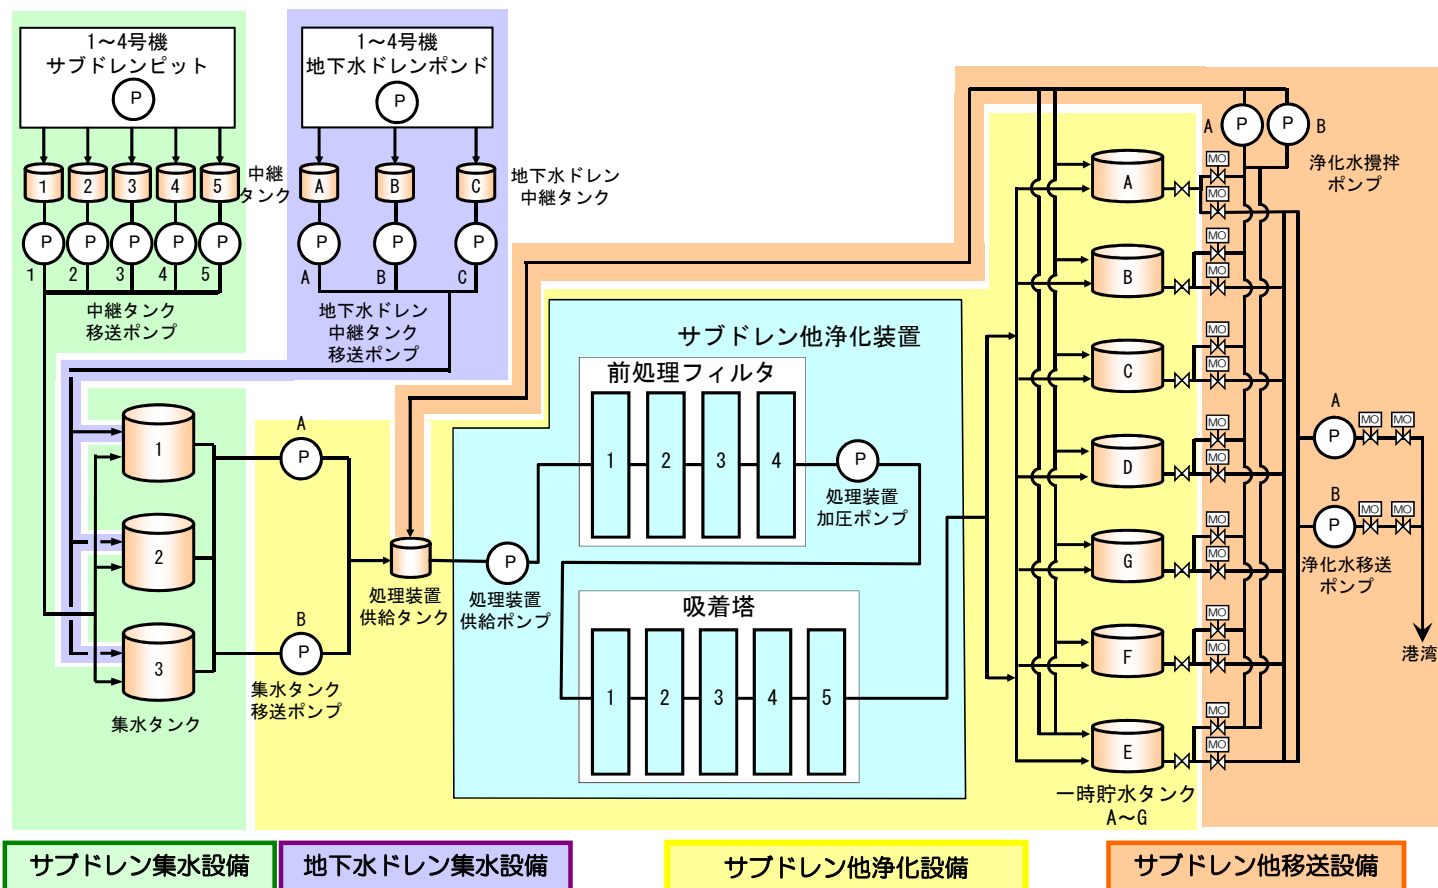 1～4号機
サブドレンピット
P
1 2 3 4 5
中継
タンク
P P P P P
1 2 3 4 5
中継タンク
移送ポンプ
1～4号機
地下水ドレンポンド
P
A B C
地下水ドレン
中継タンク
P P P
A B C
地下水ドレン
中継タンク
移送ポンプ
1
2
3
集水タンク
A
P
B
P
集水タンク
移送ポンプ
処理装置
供給タンク
サブドレン他浄化装置
P
処理装置
供給ポンプ
前処理フィルタ
1 2 3 4
P
処理装置
加圧ポンプ
吸着塔
1 2 3 4 5
A
B
C
D
G
F
E
一時貯水タンク
A～G
A P P B
浄化水攪拌
ポンプ
MO
MO
MO
MO
MO
MO
MO
MO
MO
MO
MO
MO
MO
MO
A
P MO MO
B
P MO MO
浄化水移送
ポンプ
港湾
サブドレン集水設備
地下水ドレン集水設備
サブドレン他浄化設備
サブドレン他移送設備